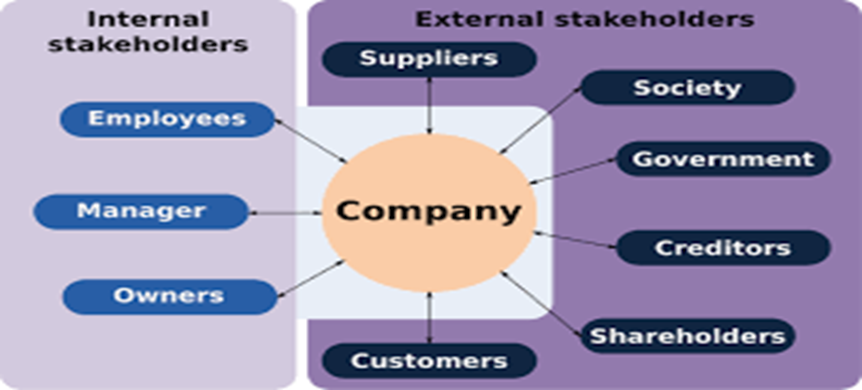 Internal
stakeholders
External stakeholders
Suppliers
Society
Employees
Government
Manager
Company
Creditors
Owners
Shareholders
Customers